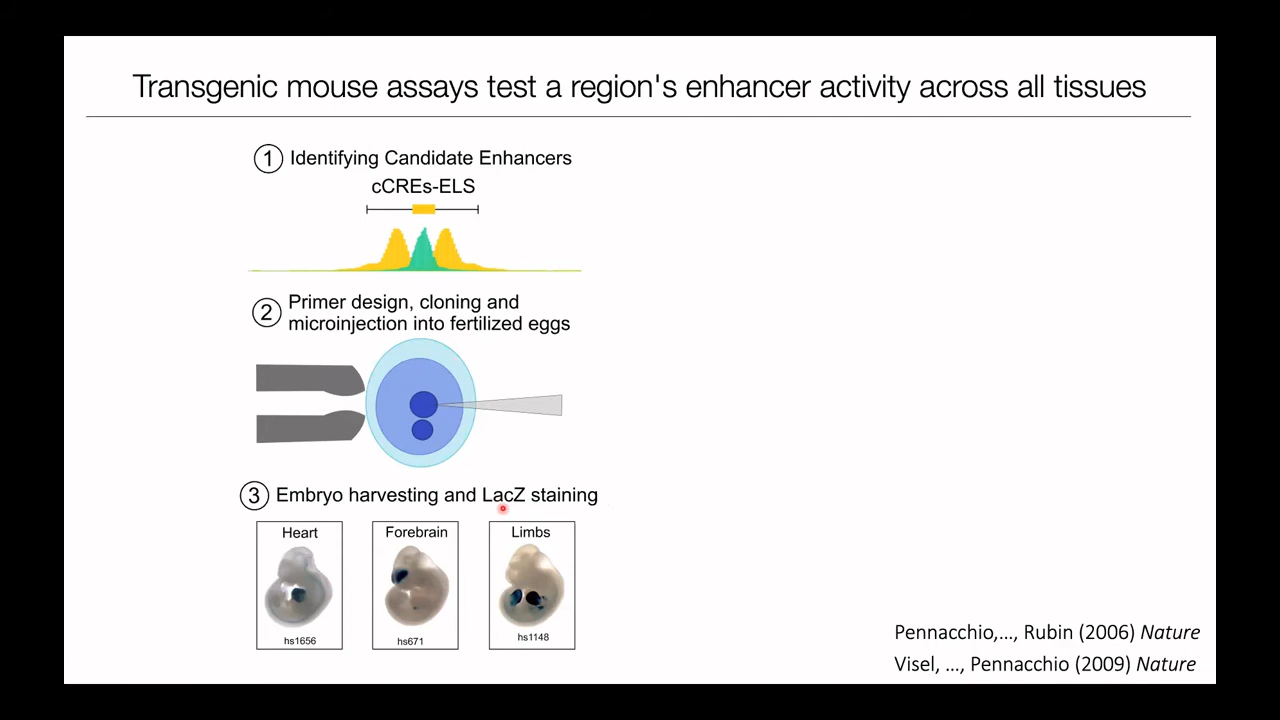 Transgenic mouse assays test a region's enhancer activity across all tissues
1 Identifying Candidate Enhancers
cCREs-ELS
2 Primer design, cloning and
microinjection into fertilized eggs
3 Embryo harvesting and LacZ staining
Heart
hs1656
Forebrain
hs671
Limbs
hs1148
Pennacchio,..., Rubin (2006) Nature
Visel, ..., Pennacchio (2009) Nature